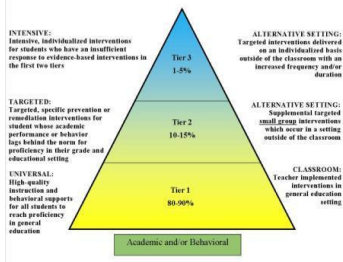 INTENSIVE:
Intensive, individualized interventions
for students who have an insufficient
response to evidence-based interventions in
the first two tiers
ALTERNATIVE SETTING:
Targeted interventions delivered
on an individualized basis
outside of the classroom with
an increased frequency and/or
duration
Tier 3
1-5%
TARGETED:
Targeted, specific prevention or
remediation interventions for
student whose academic
performance or behavior
lags behind the norm for
proficiency in their grade and
educational setting
Tier 2
10-15%
ALTERNATIVE SETTING:
Supplemental targeted
small group interventions
which occur in a setting
outside of the classroom
UNIVERSAL:
High-quality
instruction and
behavioral supports
for all students to
reach proficiency in
general education
Tier 1
80-90%
CLASSROOM:
Teacher implemented
interventions in
general education
setting
Academic and/or Behavioral